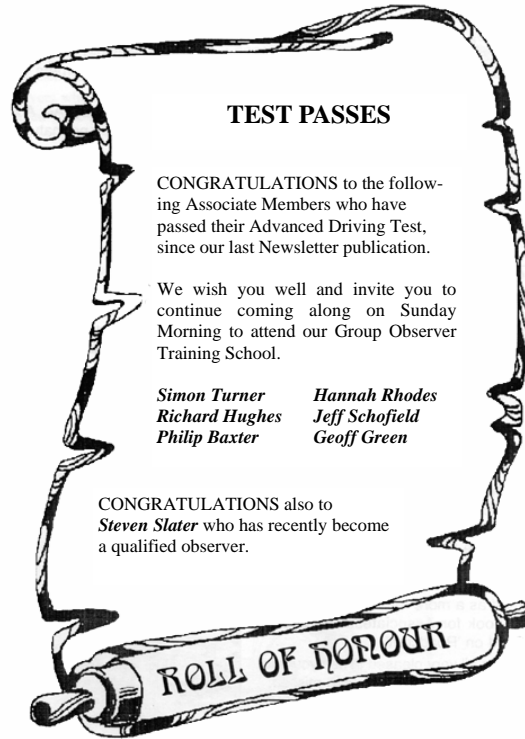 TEST PASSES
CONGRATULATIONS to the follow-
ing Associate Members who have
passed their Advanced Driving Test,
since our last Newsletter publication.
We wish you well and invite you to
continue coming along on Sunday
Morning to attend our Group Observer
Training School.
Simon Turner Hannah Rhodes
Richard Hughes Jeff Schofield
Philip Baxter Geoff Green
CONGRATULATIONS also to
Steven Slater who has recently become
a qualified observer.
ROLL OF HONOUR